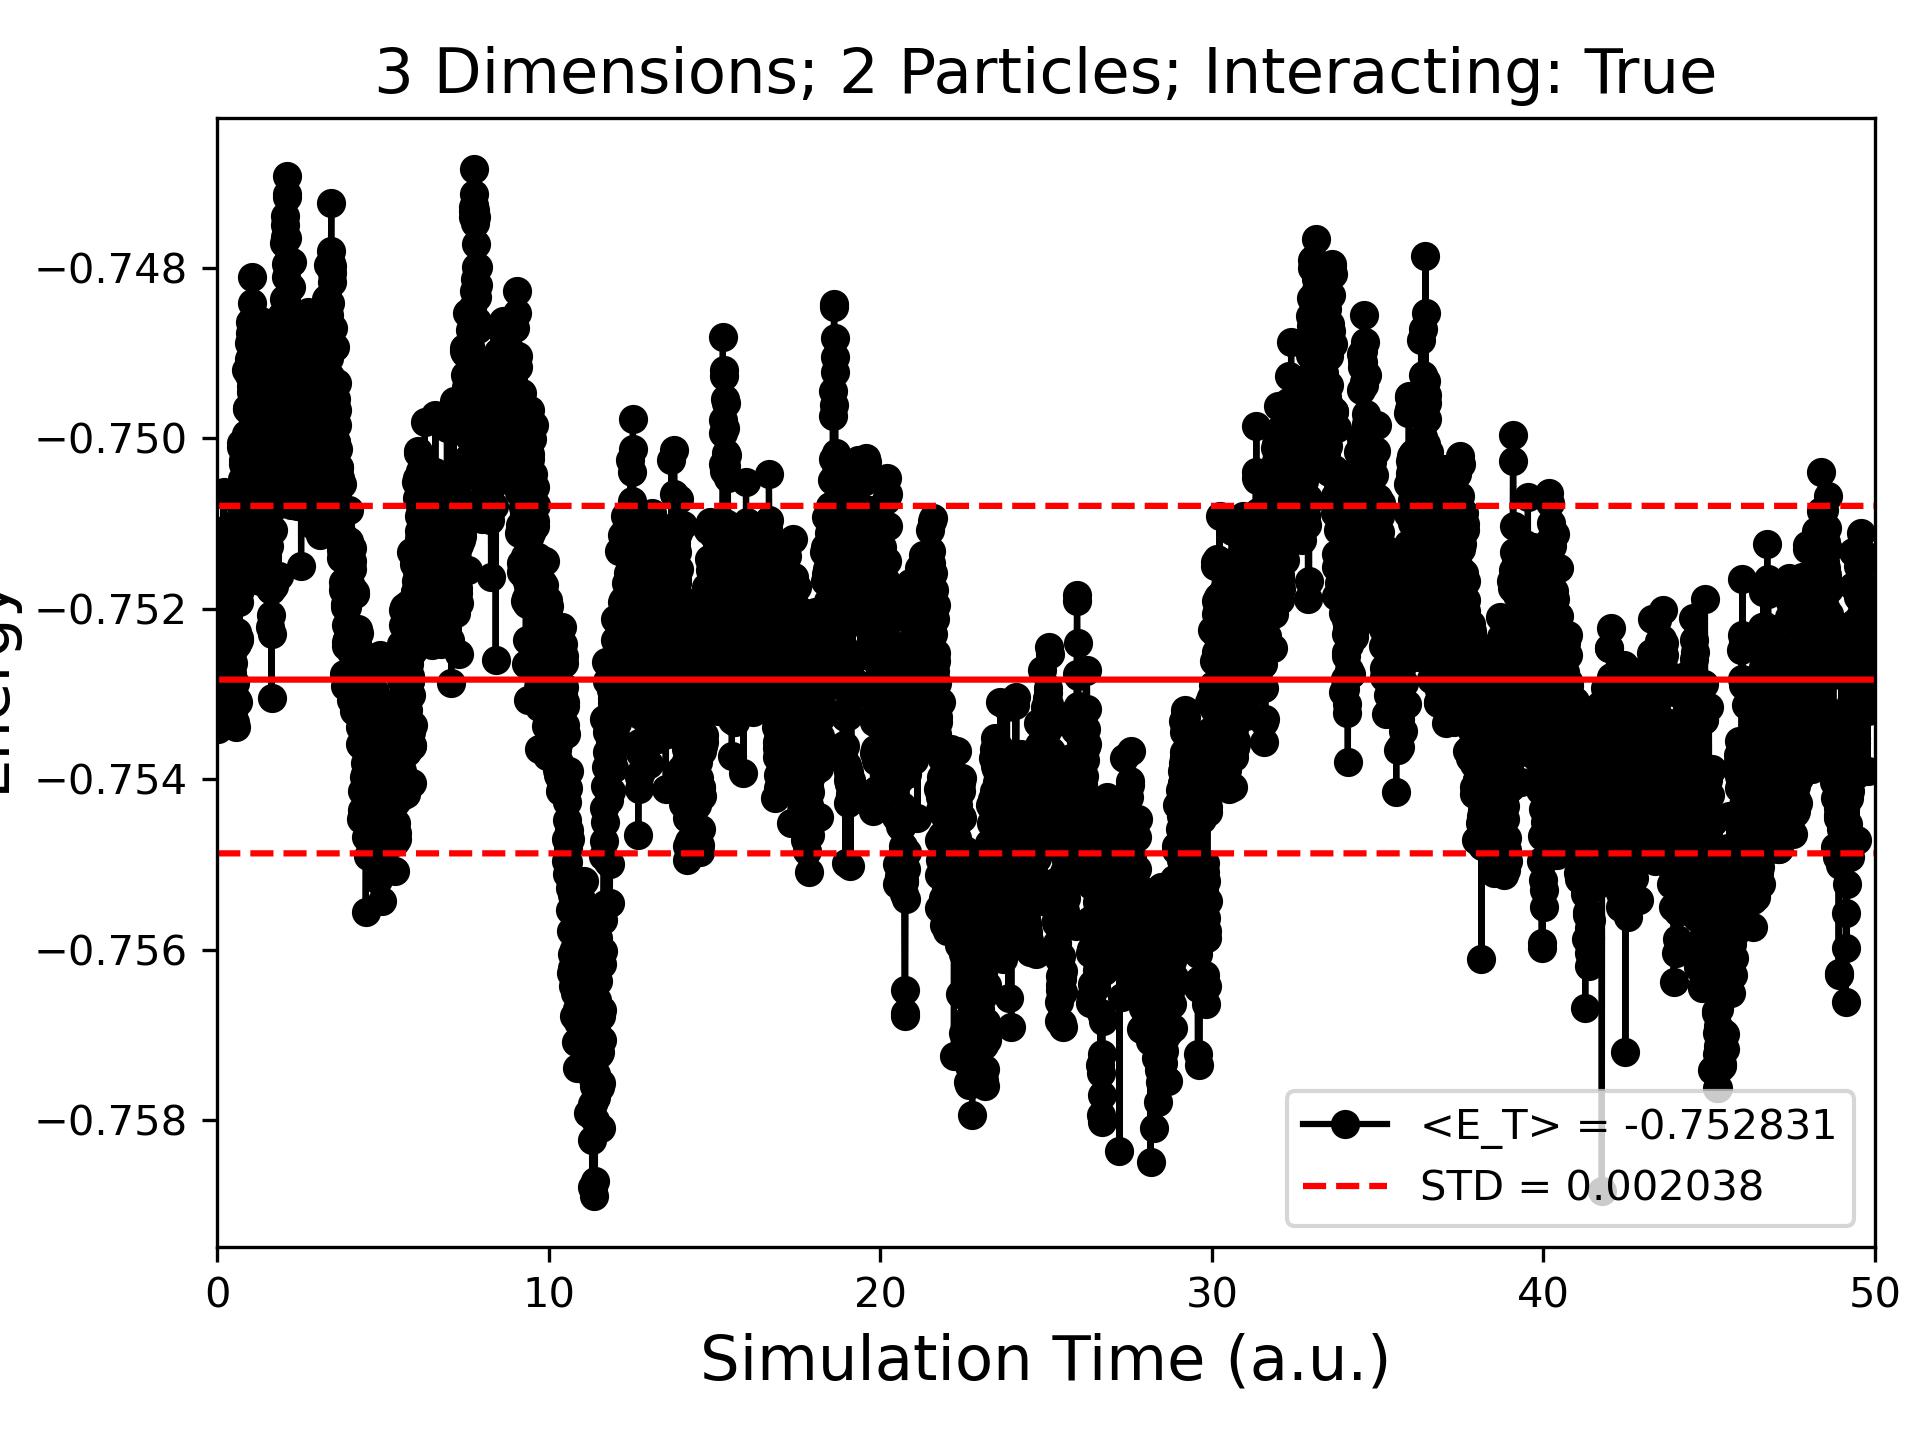 3 Dimensions; 2 Particles; Interacting: True
Energy
−0.748
−0.750
−0.752
−0.754
−0.756
−0.758
<E_T> = -0.752831
STD = 0.002038
0 10 20 30 40 50
Simulation Time (a.u.)